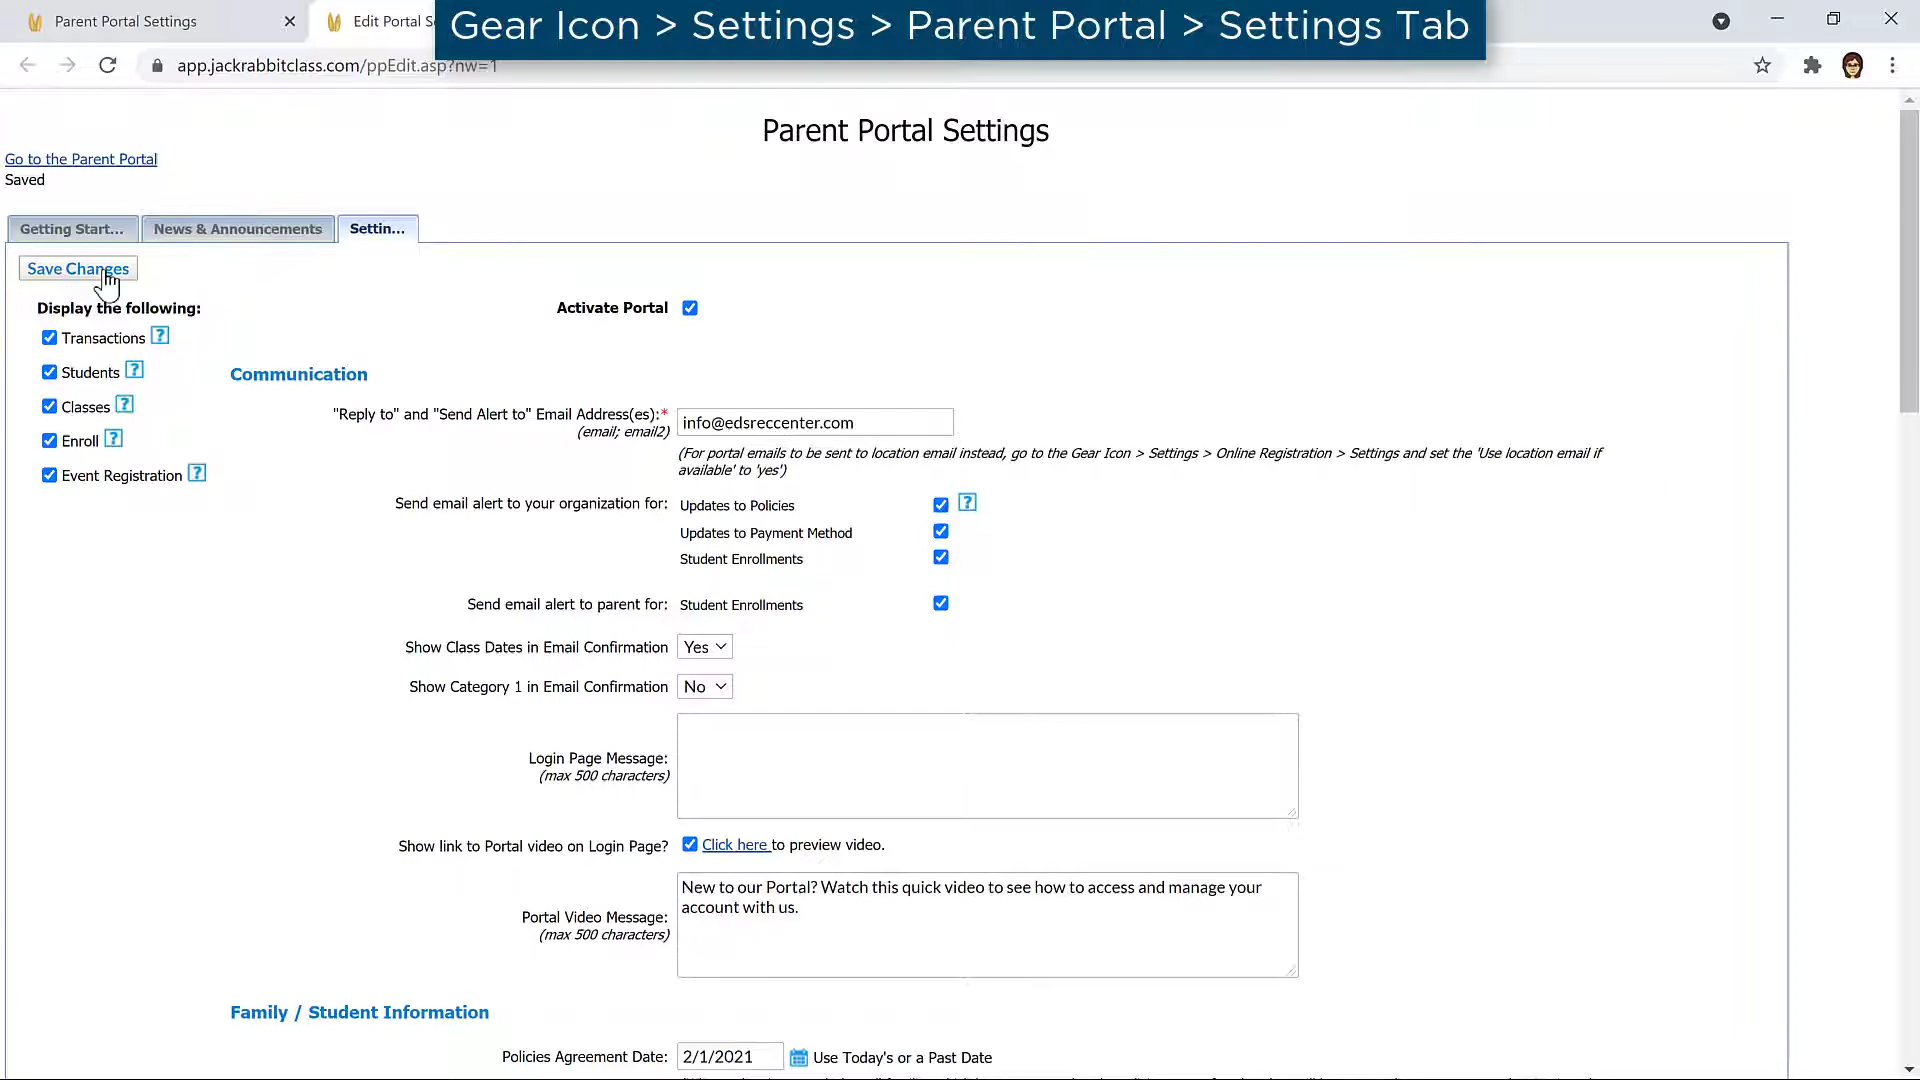 Parent Portal Settings
Edit Portal S
Gear Icon > Settings > Parent Portal > Settings Tab
app.jackrabbitclass.com/ppEdit.asp?nw=1
Parent Portal Settings
Go to the Parent Portal
Saved
Getting Start...
News & Announcements
Settin...
Save Changes
Display the following:
Activate Portal
Transactions ?
Students ?
Communication
Classes ?
"Reply to" and "Send Alert to" Email Address(es):*
(email; email2)
info@edsreccenter.com
Enroll ?
(For portal emails to be sent to location email instead, go to the Gear Icon > Settings > Online Registration > Settings and set the 'Use location email if
available' to 'yes')
Event Registration ?
Send email alert to your organization for:
Updates to Policies ?
Updates to Payment Method
Student Enrollments
Send email alert to parent for: Student Enrollments
Show Class Dates in Email Confirmation Yes
Show Category 1 in Email Confirmation No
Login Page Message:
(max 500 characters)
Show link to Portal video on Login Page? Click here to preview video.
New to our Portal? Watch this quick video to see how to access and manage your
account with us.
Portal Video Message:
(max 500 characters)
Family / Student Information
Policies Agreement Date: 2/1/2021 Use Today's or a Past Date